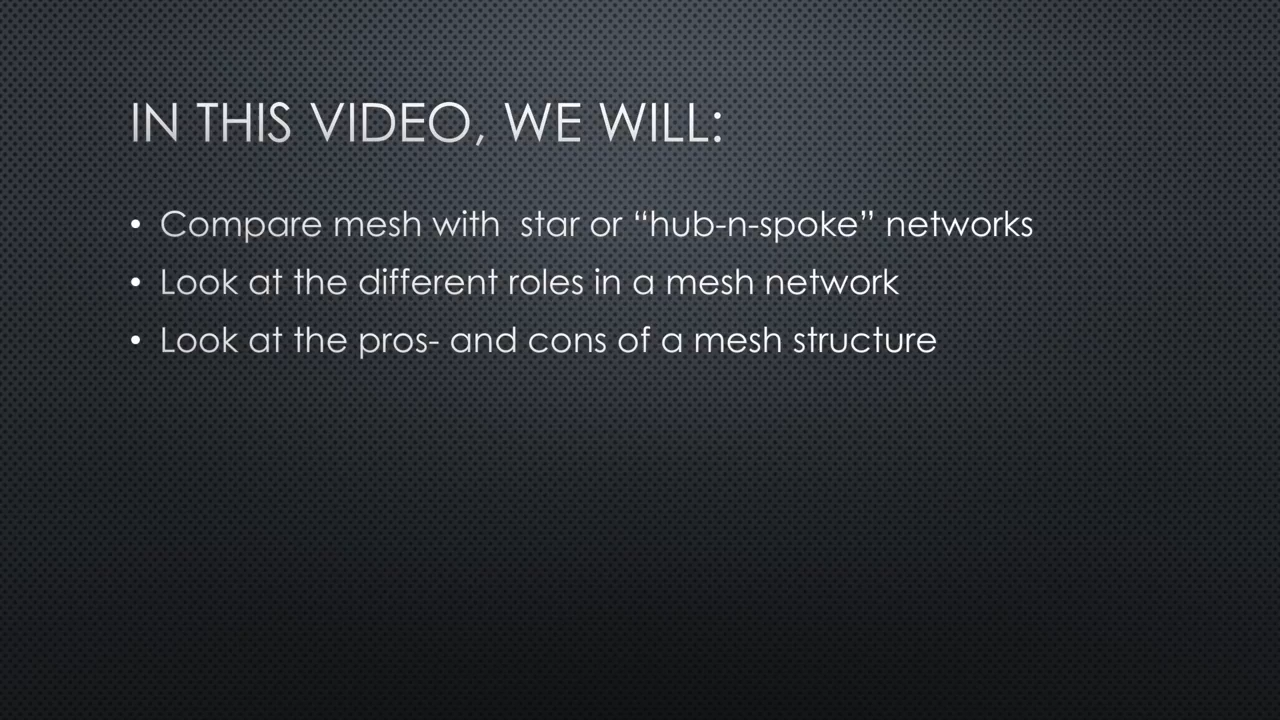 IN THIS VIDEO, WE WILL:
• Compare mesh with  star or “hub-n-spoke” networks
• Look at the different roles in a mesh network
• Look at the pros- and cons of a mesh structure